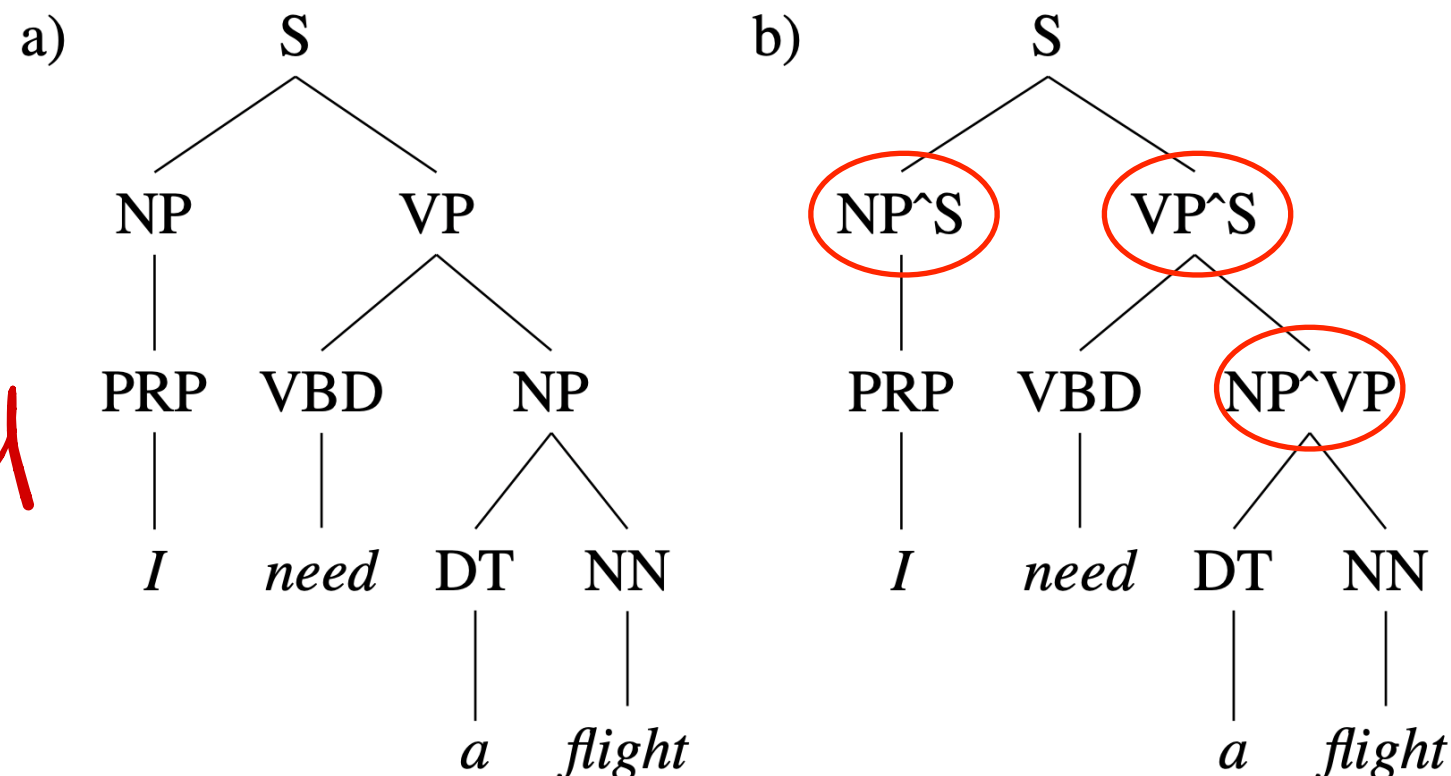 a) S b) S
NP VP NP^S VP^S
PRP VBD NP PRP VBD NP^VP
I need DT NN I need DT NN
a flight a flight